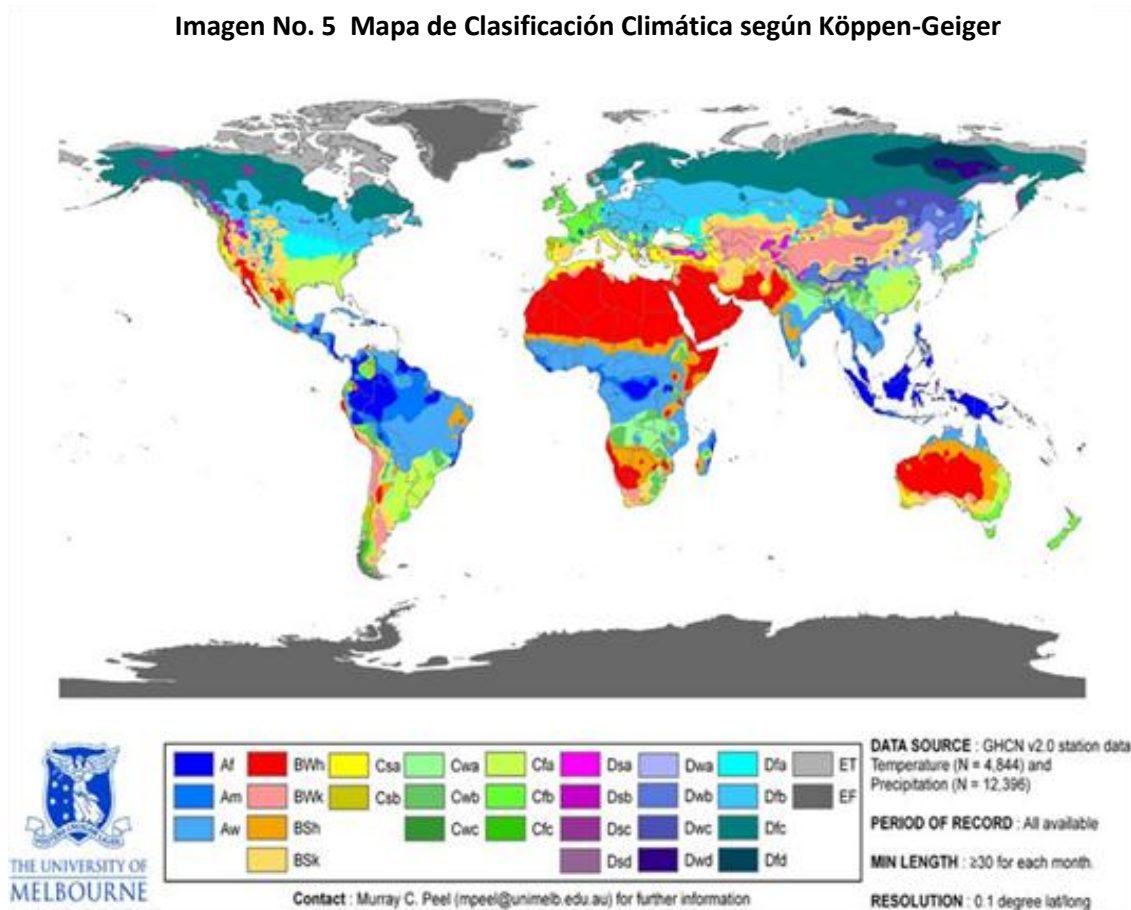 Imagen No. 5 Mapa de Clasificación Climática según Köppen-Geiger
Af BWh Csa Cwa Cfa Dsa Dwa Dfa ET
Am BWk Csb Cwb Cfb Dsb Dwb Dfb EF
Aw BSh Cwc Cfc Dsc Dwc Dfc
BSk Dsd Dwd Dfd
THE UNIVERSITY OF
MELBOURNE
Contact : Murray C. Peel (mpeel@unimelb.edu.au) for further information
DATA SOURCE : GHCN v2.0 station data
Temperature (N = 4,844) and
Precipitation (N = 12,396)
PERIOD OF RECORD : All available
MIN LENGTH : ≥30 for each month.
RESOLUTION : 0.1 degree lat/long